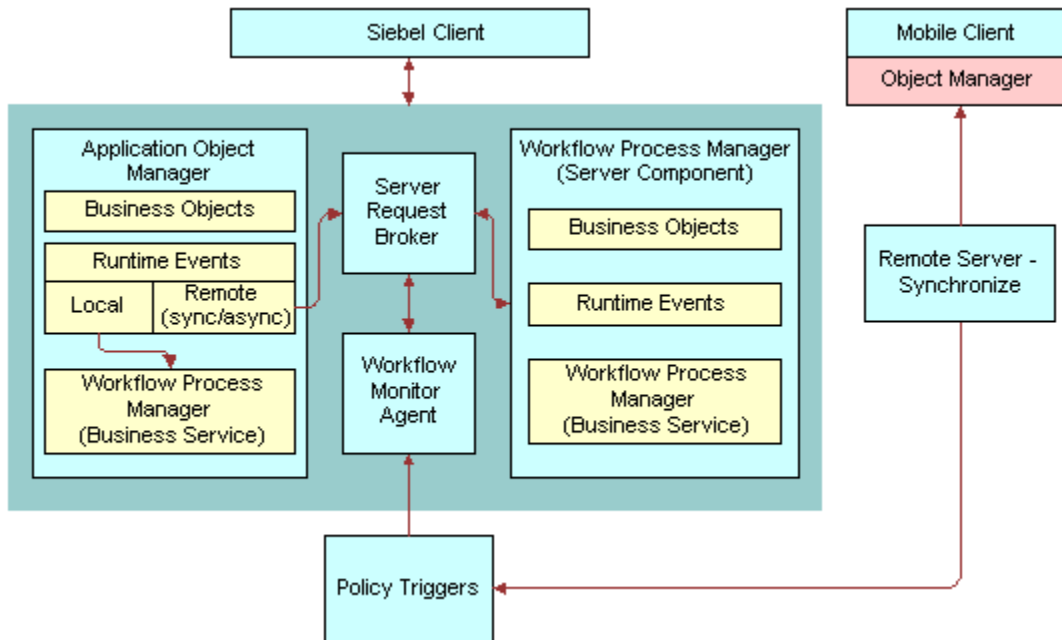 Siebel Client
Mobile Client
Object Manager
Application Object
Manager
Business Objects
Runtime Events
Local
Remote
(sync/async)
Workflow Process
Manager
(Business Service)
Server
Request
Broker
Workflow
Monitor
Agent
Workflow Process Manager
(Server Component)
Business Objects
Runtime Events
Workflow Process
Manager
(Business Service)
Remote Server -
Synchronize
Policy Triggers